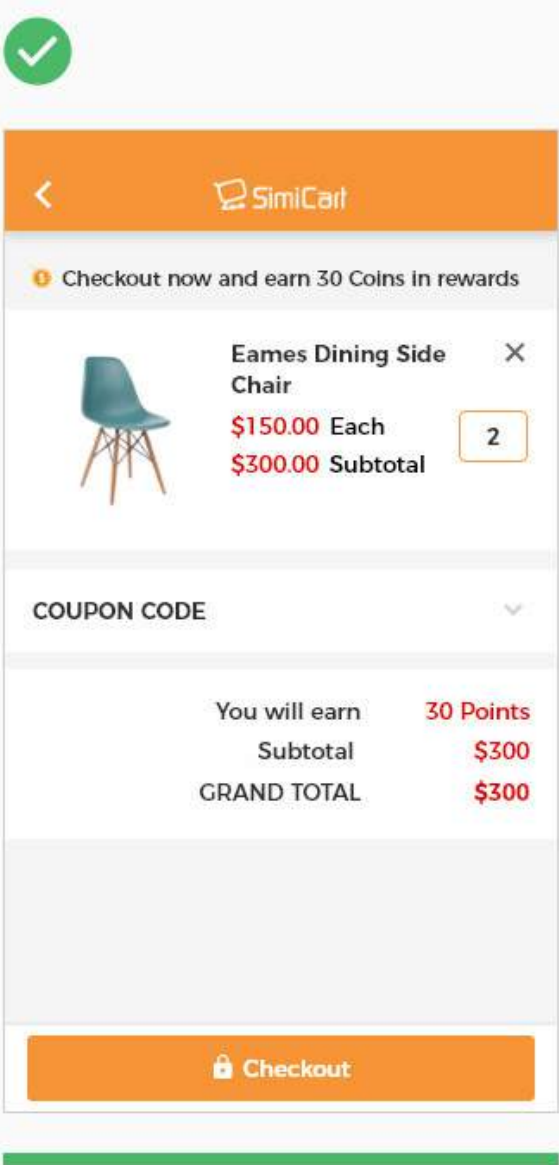 SimiCart
Checkout now and earn 30 Coins in rewards
Eames Dining Side
Chair
$150.00 Each
2
$300.00 Subtotal
COUPON CODE
You will earn 30 Points
Subtotal $300
GRAND TOTAL $300
Checkout